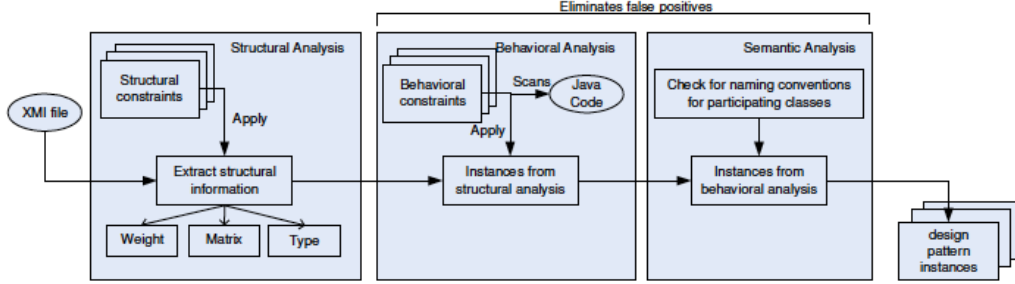 Eliminates false positives
Structural Analysis
Structural
constraints
XMI file
Apply
Extract structural
information
Weight
Matrix
Type
Behavioral Analysis
Behavioral
constraints
Scans
Java
Code
Apply
Instances from
structural analysis
Semantic Analysis
Check for naming conventions
for participating classes
Instances from
behavioral analysis
design
pattern
instances